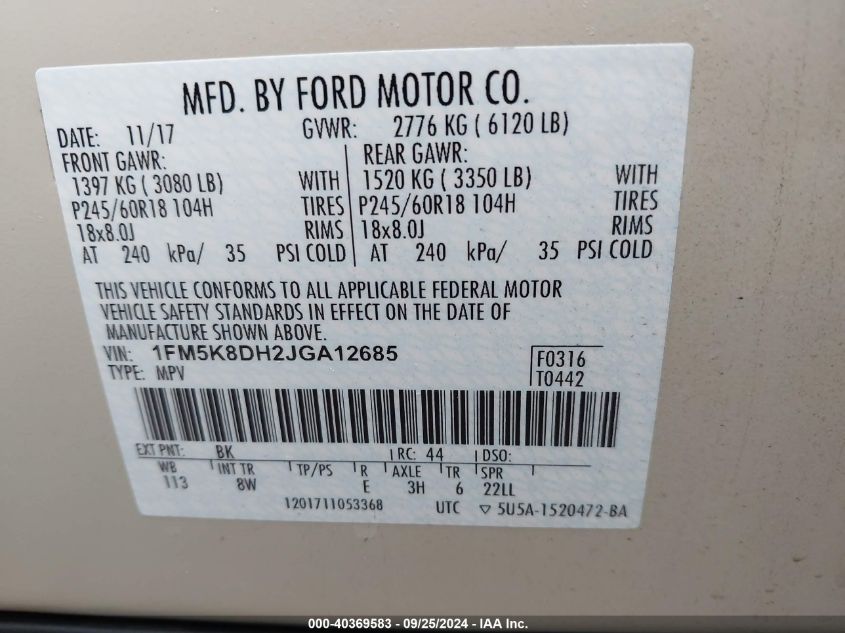 MFD. BY FORD MOTOR CO.
DATE: 11/17 GVWR: 2776 KG ( 6120 LB)
FRONT GAWR: REAR GAWR:
1397 KG ( 3080 LB) WITH 1520 KG ( 3350 LB) WITH
P245/60R18 104H TIRES P245/60R18 104H TIRES
18x8.0J RIMS 18x8.0J RIMS
AT 240 kPa/ 35 PSI COLD AT 240 kPa/ 35 PSI COLD
THIS VEHICLE CONFORMS TO ALL APPLICABLE FEDERAL MOTOR
VEHICLE SAFETY STANDARDS IN EFFECT ON THE DATE OF
MANUFACTURE SHOWN ABOVE.
VIN: 1FM5K8DH2JGA12685 F0316
TYPE: MPV T0442
EXT PNT: BK RC: 44 DSO:
WB INT TR TP/PS R AXLE TR SPR
113 8W E 3H 6 22LL
1201711053368 UTC ▽ 5U5A-1520472-BA
000-40369583 - 09/25/2024 - IAA Inc.